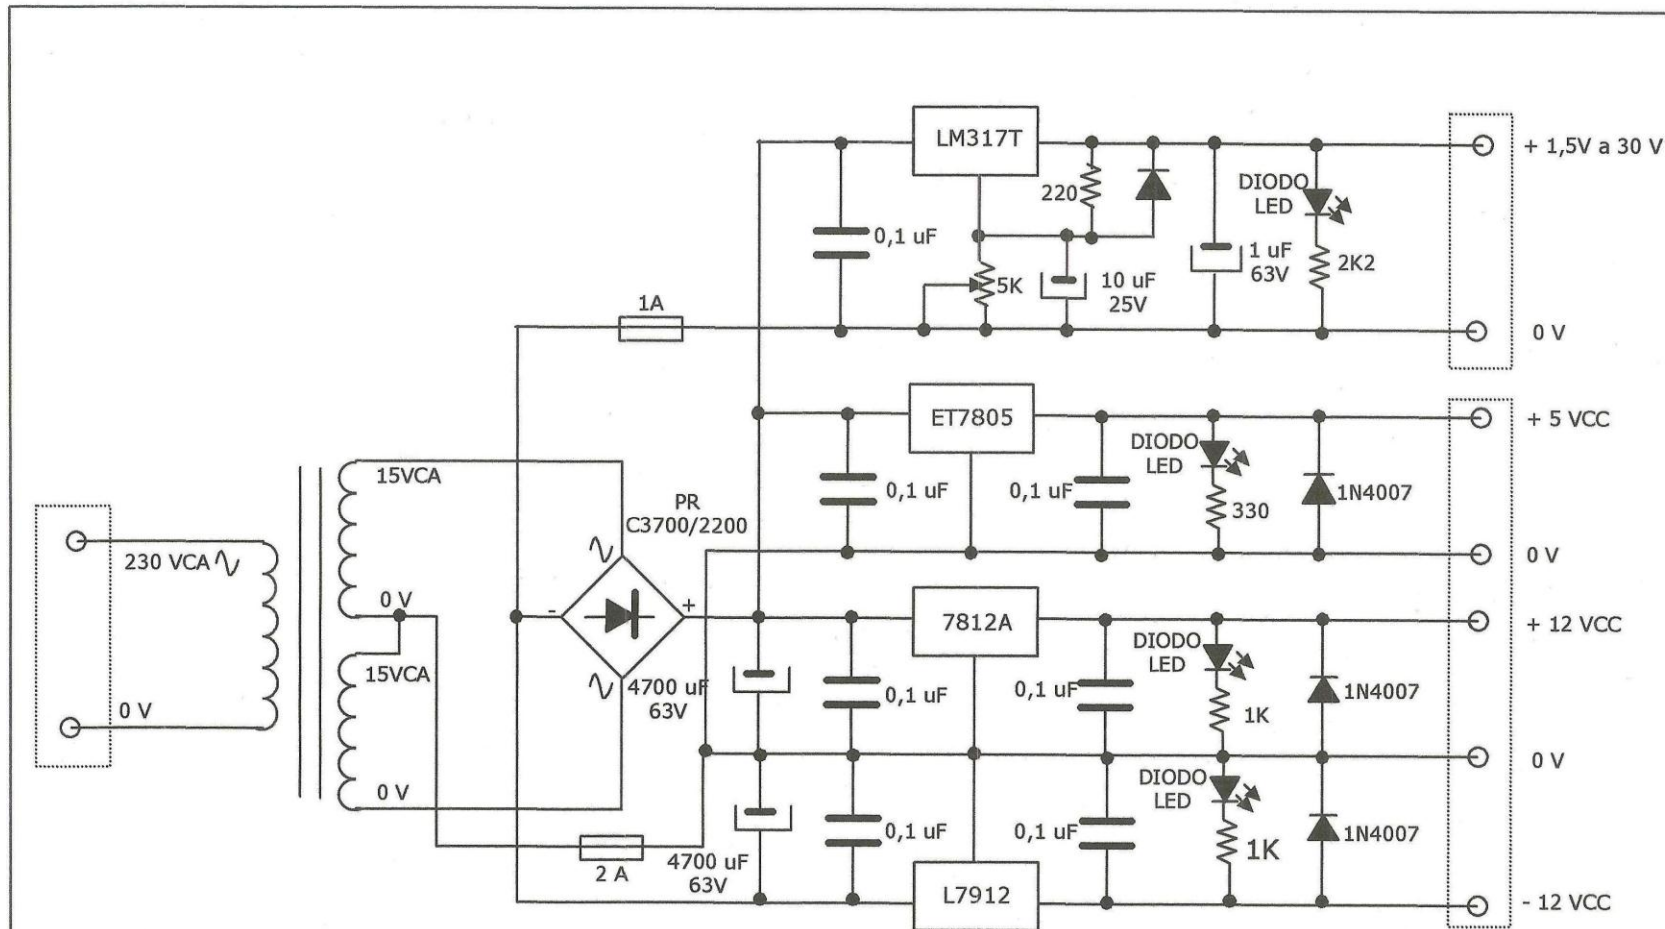 LM317T
+ 1,5V a 30 V
220
DIODO
LED
0,1 uF
5K
10 uF
25V
1 uF
63V
2K2
1A
0 V
ET7805
+ 5 VCC
DIODO
LED
0,1 uF
0,1 uF
330
1N4007
0 V
15VCA
PR
C3700/2200
230 VCA
0 V
15VCA
0 V
0 V
-
+
4700 uF
63V
7812A
+ 12 VCC
DIODO
LED
0,1 uF
0,1 uF
1K
1N4007
0 V
DIODO
LED
2 A
4700 uF
63V
0,1 uF
0,1 uF
1K
1N4007
L7912
- 12 VCC